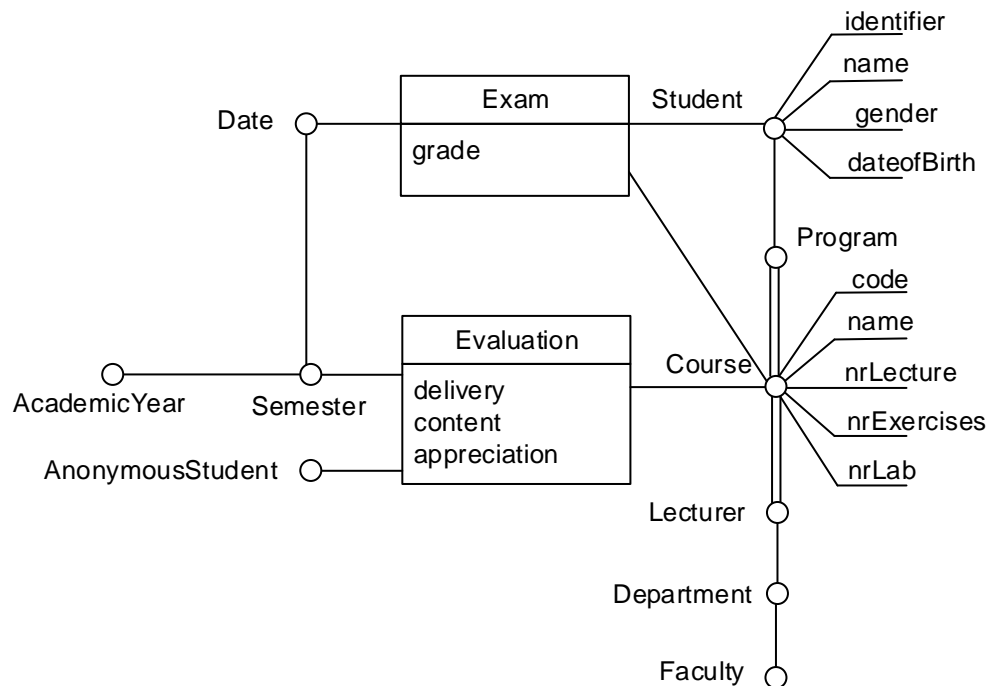 identifier
name
Exam
Student
Date
gender
grade
dateofBirth
Program
code
name
Evaluation
Course
nrLecture
delivery
AcademicYear
Semester
content
nrExercises
AnonymousStudent
appreciation
nrLab
Lecturer
Department
Faculty